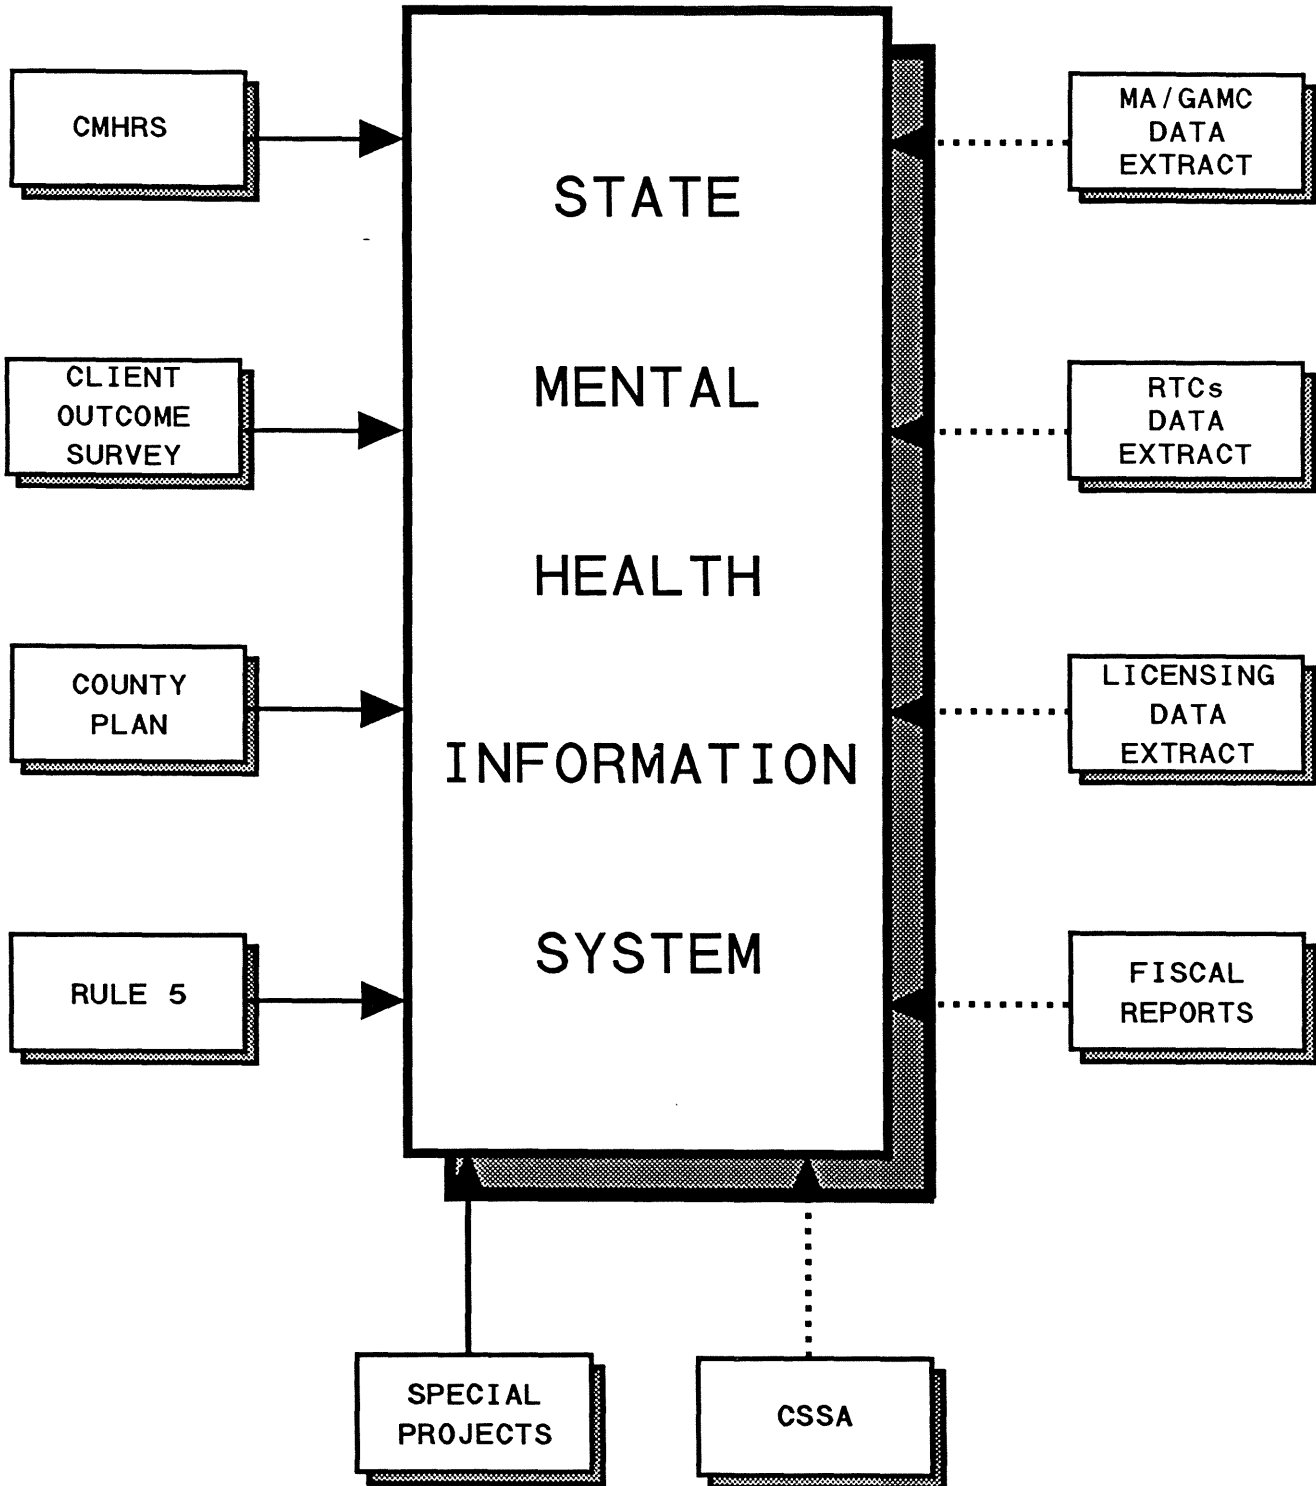 CMHRS
CLIENT
OUTCOME
SURVEY
COUNTY
PLAN
RULE 5
STATE
MENTAL
HEALTH
INFORMATION
SYSTEM
MA/GAMC
DATA
EXTRACT
RTCs
DATA
EXTRACT
LICENSING
DATA
EXTRACT
FISCAL
REPORTS
SPECIAL
PROJECTS
CSSA